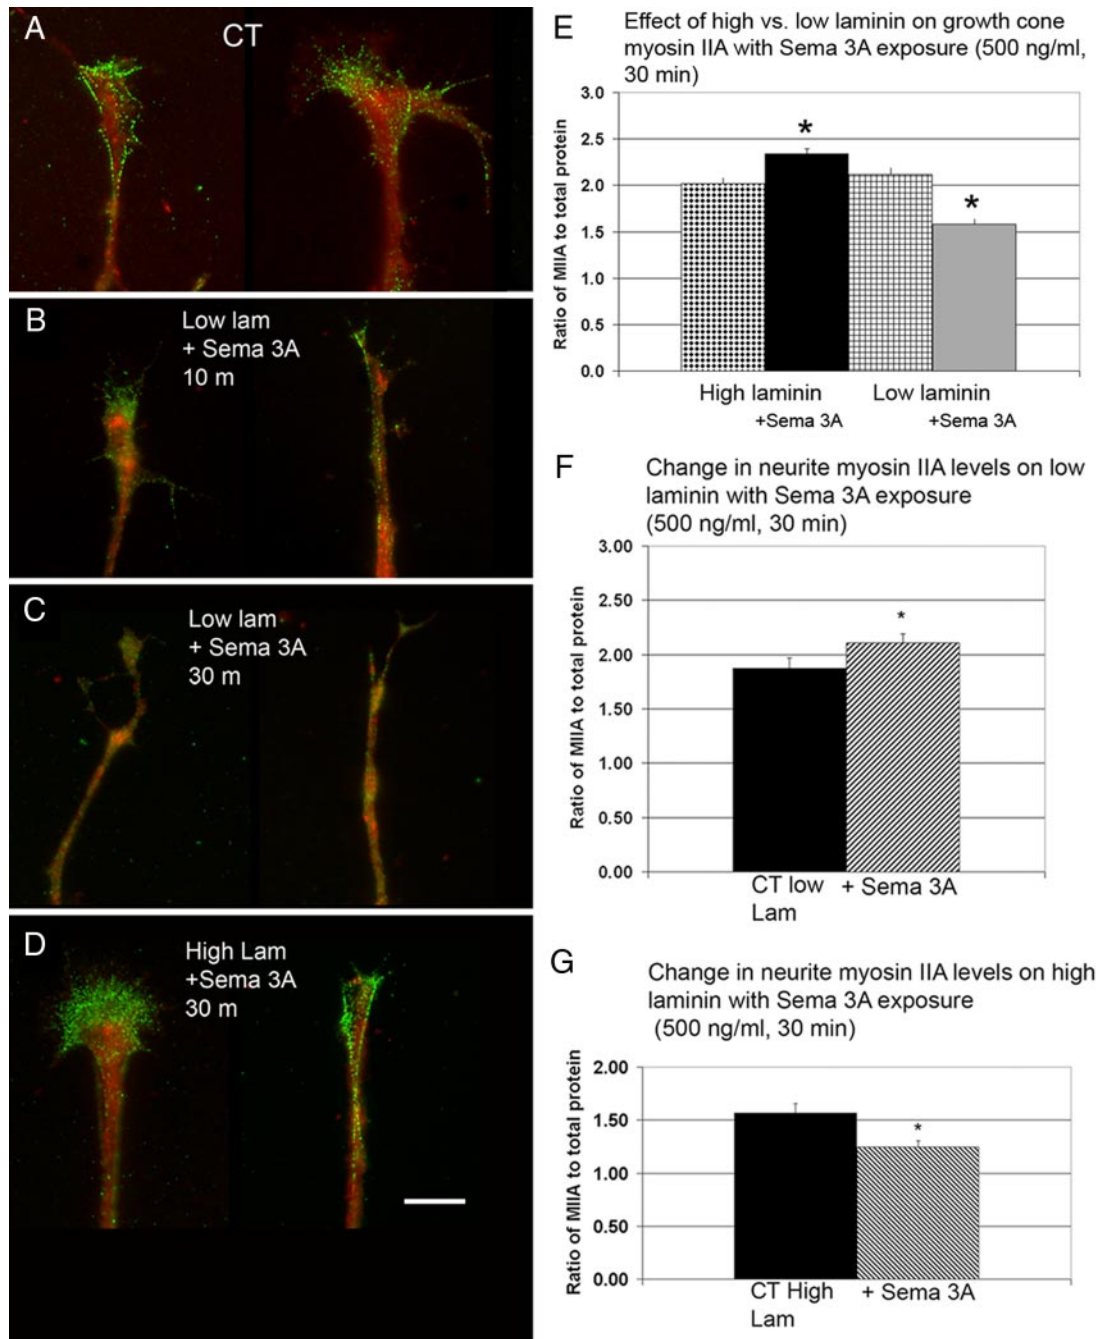 A
CT
B
Low lam
+ Sema 3A
10 m
C
Low lam
+ Sema 3A
30 m
D
High Lam
+Sema 3A
30 m
E
Effect of high vs. low laminin on growth cone
myosin IIA with Sema 3A exposure (500 ng/ml,
30 min)
Ratio of MIIA to total protein
3.0
2.5
2.0
1.5
1.0
0.5
0.0
*
*
High laminin
+Sema 3A
Low laminin
+Sema 3A
F
Change in neurite myosin IIA levels on low
laminin with Sema 3A exposure
(500 ng/ml, 30 min)
Ratio of MIIA to total protein
3.00
2.50
2.00
1.50
1.00
0.50
0.00
*
CT low
Lam
+ Sema 3A
G
Change in neurite myosin IIA levels on high
laminin with Sema 3A exposure
(500 ng/ml, 30 min)
Ratio of MIIA to total protein
2.00
1.50
1.00
0.50
0.00
*
CT High
Lam
+ Sema 3A